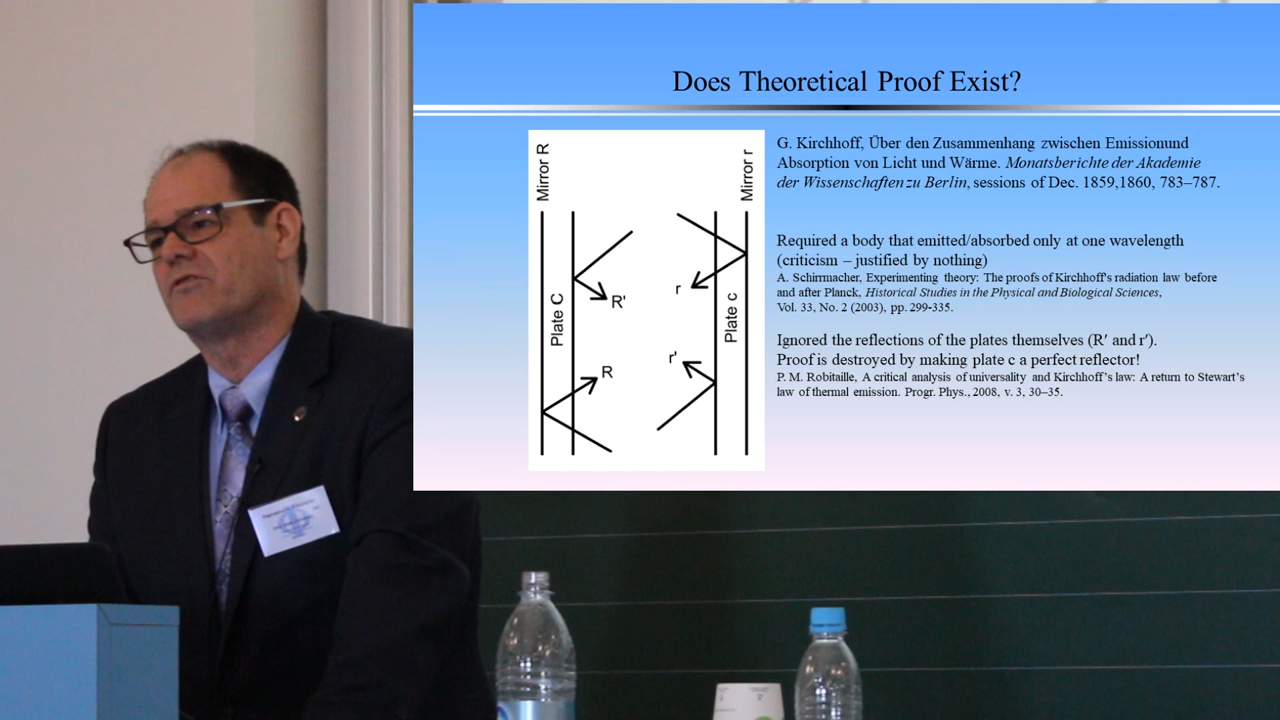 Does Theoretical Proof Exist?
Mirror R
Mirror r
Plate C
Plate c
R'
R
r
r'
G. Kirchhoff, Über den Zusammenhang zwischen Emissionund
Absorption von Licht und Wärme. Monatsberichte der Akademie
der Wissenschaften zu Berlin, sessions of Dec. 1859,1860, 783–787.
Required a body that emitted/absorbed only at one wavelength
(criticism – justified by nothing)
A. Schirrmacher, Experimenting theory: The proofs of Kirchhoff's radiation law before
and after Planck, Historical Studies in the Physical and Biological Sciences,
Vol. 33, No. 2 (2003), pp. 299-335.
Ignored the reflections of the plates themselves (R′ and r′).
Proof is destroyed by making plate c a perfect reflector!
P. M. Robitaille, A critical analysis of universality and Kirchhoff's law: A return to Stewart's
law of thermal emission. Progr. Phys., 2008, v. 3, 30–35.